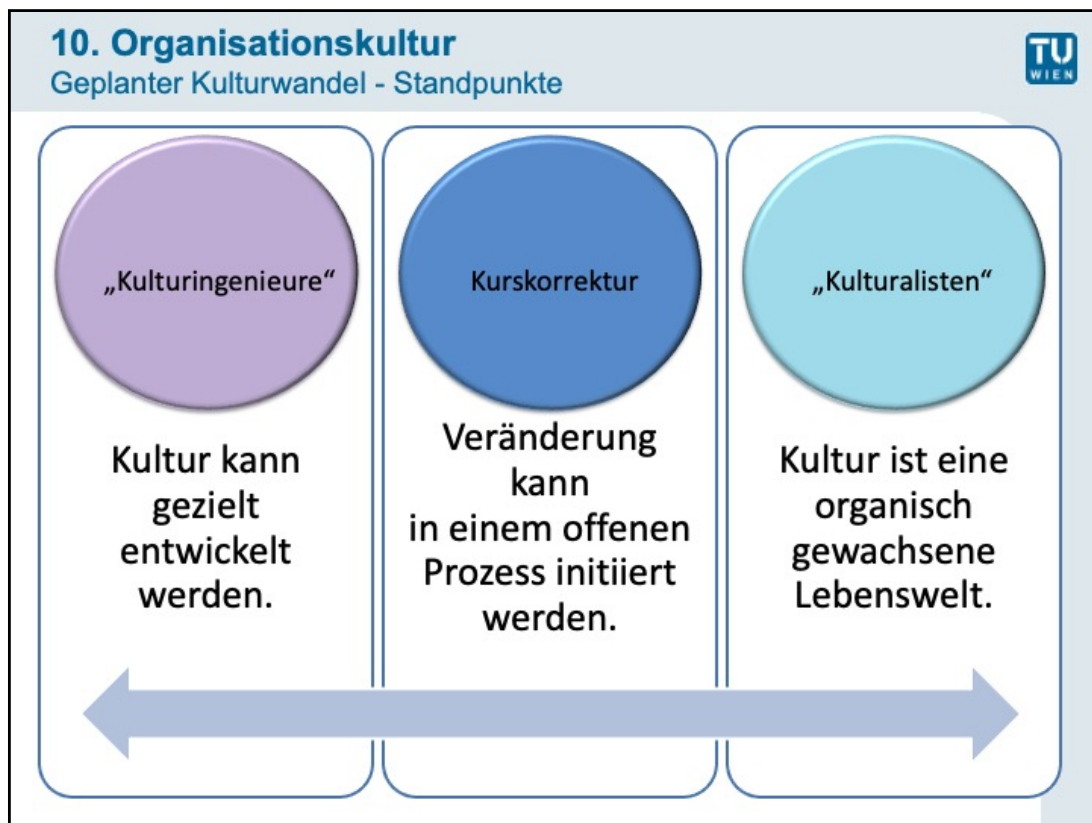 10. Organisationskultur
Geplanter Kulturwandel - Standpunkte
TU
WIEN
„Kulturingenieure“
Kultur kann
gezielt
entwickelt
werden.
Kurskorrektur
Veränderung
kann
in einem offenen
Prozess initiiert
werden.
„Kulturalisten“
Kultur ist eine
organisch
gewachsene
Lebenswelt.